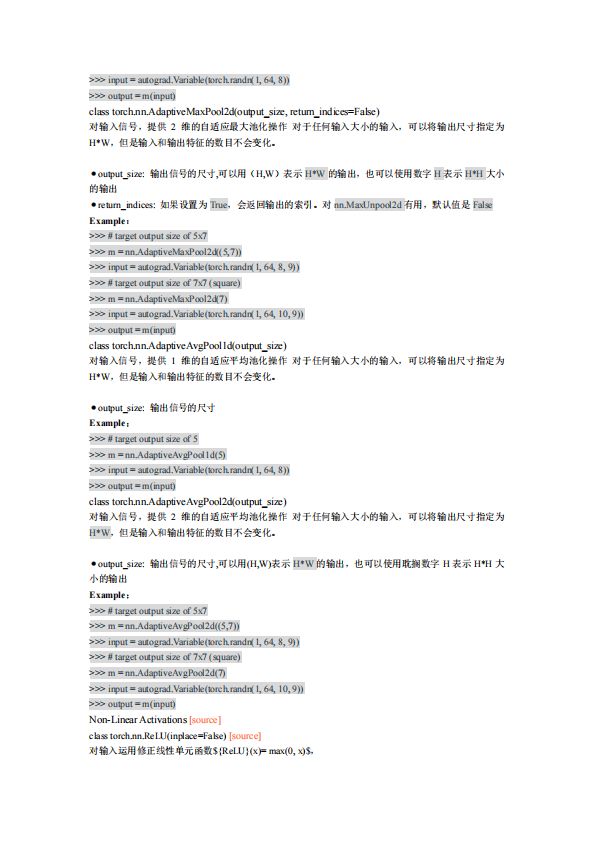 >>> input = autograd.Variable(torch.randn(1, 64, 8))
>>> output = m(input)
class torch.nn.AdaptiveMaxPool2d(output_size, return_indices=False)
对输入信号，提供 2 维的自适应最大池化操作 对于任何输入大小的输入，可以将输出尺寸指定为
H*W，但是输入和输出特征的数目不会变化。
●output_size: 输出信号的尺寸,可以用（H,W）表示 H*W 的输出，也可以使用数字 H 表示 H*H 大小
的输出
●return_indices: 如果设置为 True，会返回输出的索引。对 nn.MaxUnpool2d 有用，默认值是 False
Example：
>>> # target output size of 5x7
>>> m = nn.AdaptiveMaxPool2d((5,7))
>>> input = autograd.Variable(torch.randn(1, 64, 8, 9))
>>> # target output size of 7x7 (square)
>>> m = nn.AdaptiveMaxPool2d(7)
>>> input = autograd.Variable(torch.randn(1, 64, 10, 9))
>>> output = m(input)
class torch.nn.AdaptiveAvgPool1d(output_size)
对输入信号，提供 1 维的自适应平均池化操作 对于任何输入大小的输入，可以将输出尺寸指定为
H*W，但是输入和输出特征的数目不会变化。
●output_size: 输出信号的尺寸
Example：
>>> # target output size of 5
>>> m = nn.AdaptiveAvgPool1d(5)
>>> input = autograd.Variable(torch.randn(1, 64, 8))
>>> output = m(input)
class torch.nn.AdaptiveAvgPool2d(output_size)
对输入信号，提供 2 维的自适应平均池化操作 对于任何输入大小的输入，可以将输出尺寸指定为
H*W，但是输入和输出特征的数目不会变化。
●output_size: 输出信号的尺寸,可以用(H,W)表示 H*W 的输出，也可以使用耽搁数字 H 表示 H*H 大
小的输出
Example：
>>> # target output size of 5x7
>>> m = nn.AdaptiveAvgPool2d((5,7))
>>> input = autograd.Variable(torch.randn(1, 64, 8, 9))
>>> # target output size of 7x7 (square)
>>> m = nn.AdaptiveAvgPool2d(7)
>>> input = autograd.Variable(torch.randn(1, 64, 10, 9))
>>> output = m(input)
Non-Linear Activations [source]
class torch.nn.ReLU(inplace=False) [source]
对输入运用修正线性单元函数${ReLU}(x)= max(0, x)$，